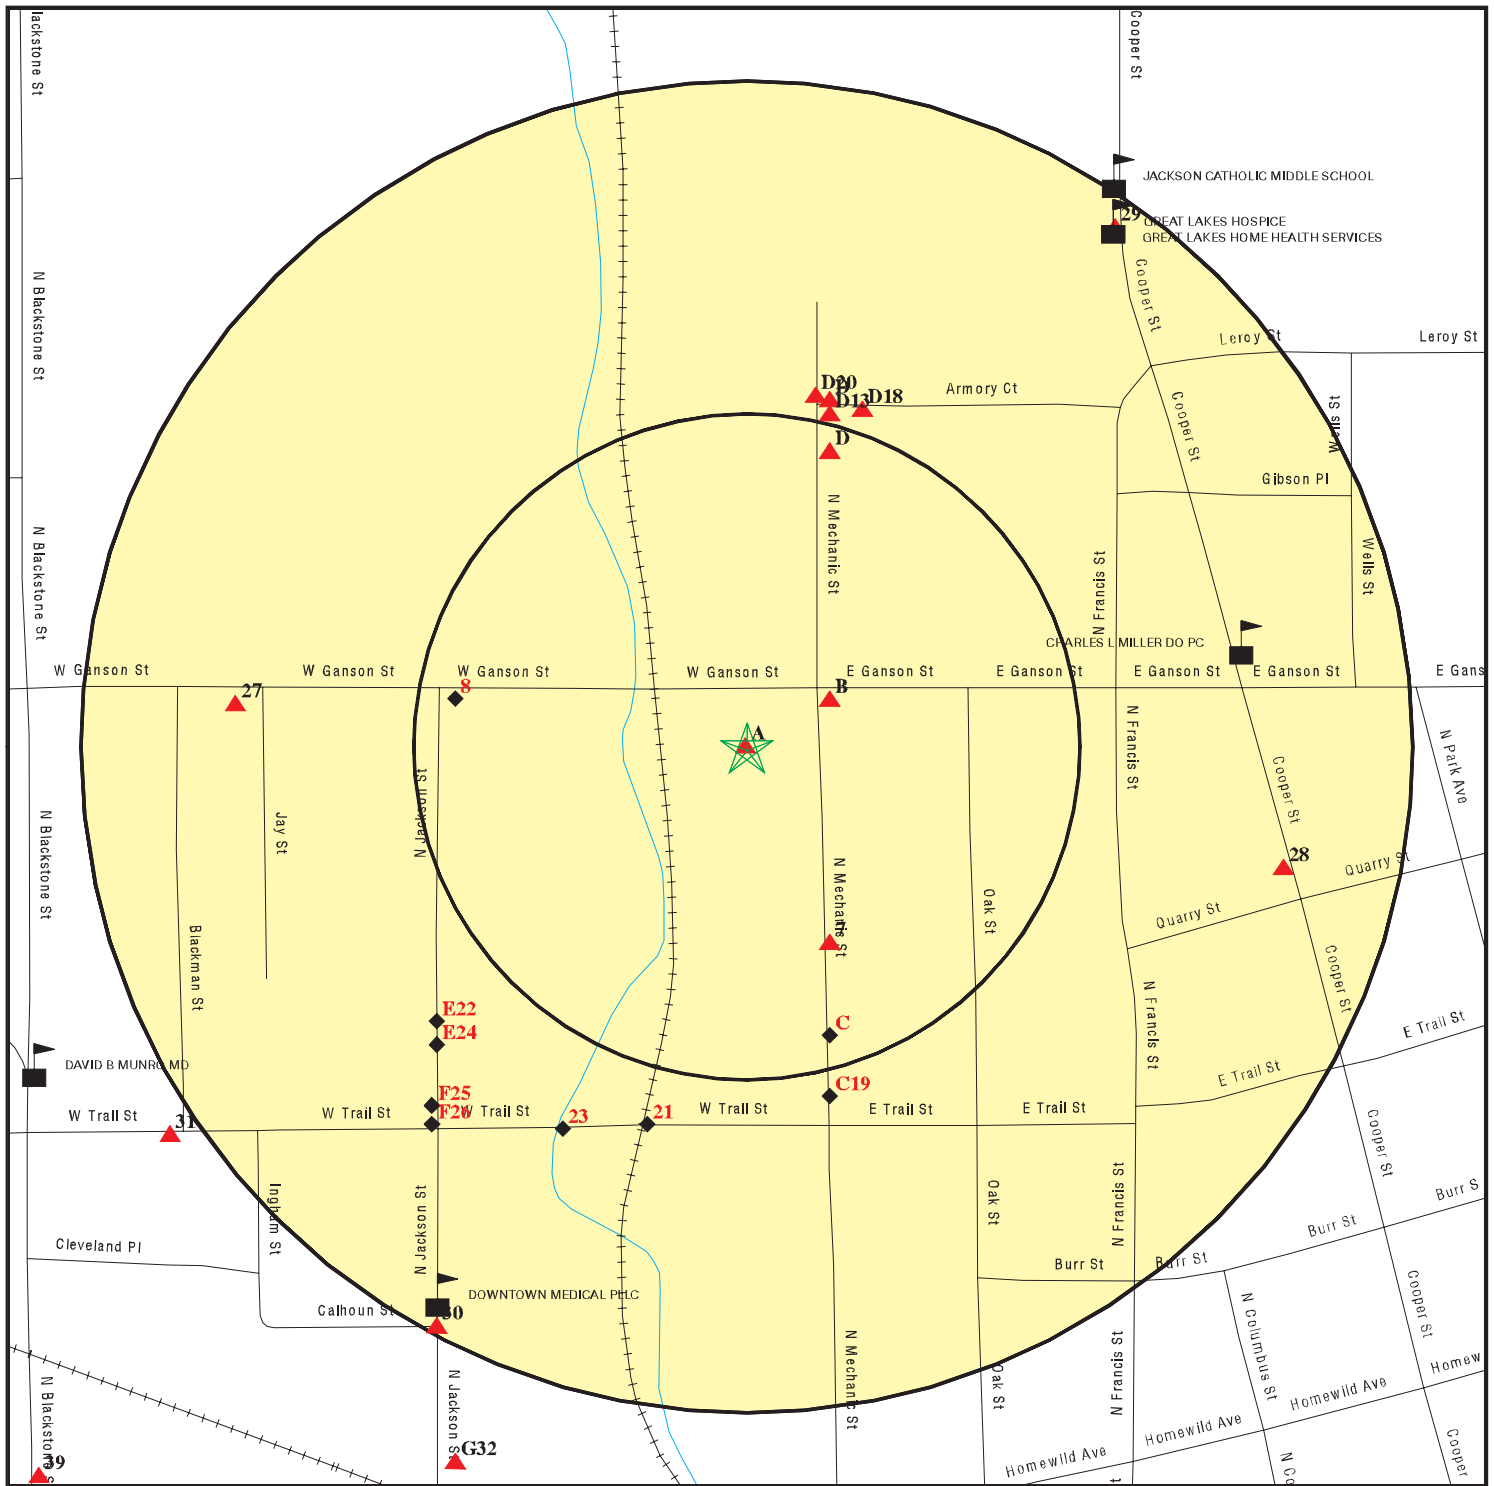 lackstone St
Cooper St
JACKSON CATHOLIC MIDDLE SCHOOL
29
GREAT LAKES HOSPICE
GREAT LAKES HOME HEALTH SERVICES
N Blackstone St
Cooper St
Leroy St
Leroy St
D20
D13
D18
Armory Ct
Cooper St
Wells St
D
Gibson Pl
N Mechanic St
N Blackstone St
N Francis St
Wells St
CHARLES L MILLER DO PC
W Ganson St
W Ganson St
W Ganson St
W Ganson St
E Ganson St
E Ganson St
E Ganson St
E Ganson St
E Gans
27
8
B
A
N Francis St
N Park Ave
Cooper St
N Jackson St
Jay St
N Blackstone St
28
Quarry St
N Mechanic St
Oak St
Quarry St
7
Blackman St
Cooper St
N Francis St
E22
C
E24
E Trail St
DAVID B MUNRO MD
E Trail St
C19
F25
F26
W Trail St
W Trail St
W Trail St
23
21
W Trail St
E Trail St
E Trail St
31
Cooper St
Ingham St
N Jackson St
Oak St
N Francis St
Burr S
Burr St
Cleveland Pl
Burr St
Burr St
DOWNTOWN MEDICAL PLLC
Calhoun St
30
N Columbus St
Cooper St
N Mechanic St
N Francis St
Homew
N Blackstone S
N Jackson St
Oak St
Homewild Ave
Homewild Ave
Cooper
G32
Homewild Ave
39
N Co
t